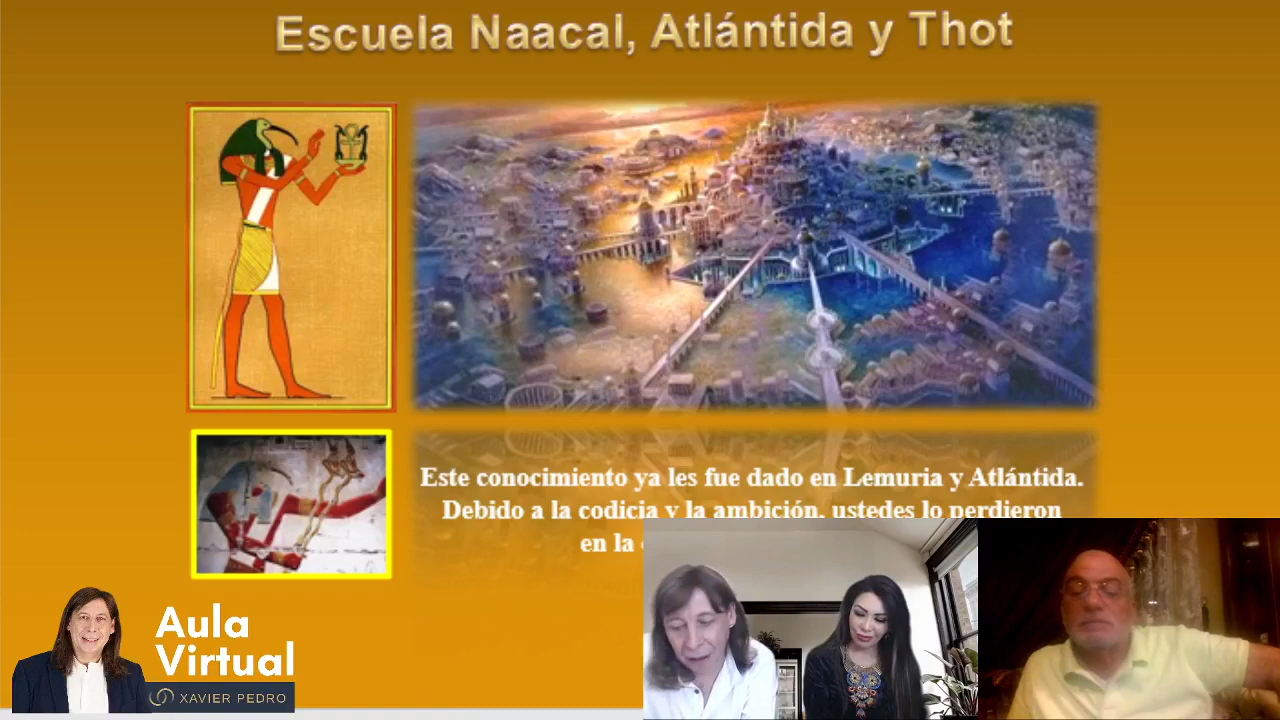 Escuela Naacal, Atlántida y Thot
Este conocimiento ya les fue dado en Lemuria y Atlántida.
Debido a la codicia y la ambición, ustedes lo perdieron
en la
Aula
Virtual
XAVIER PEDRO